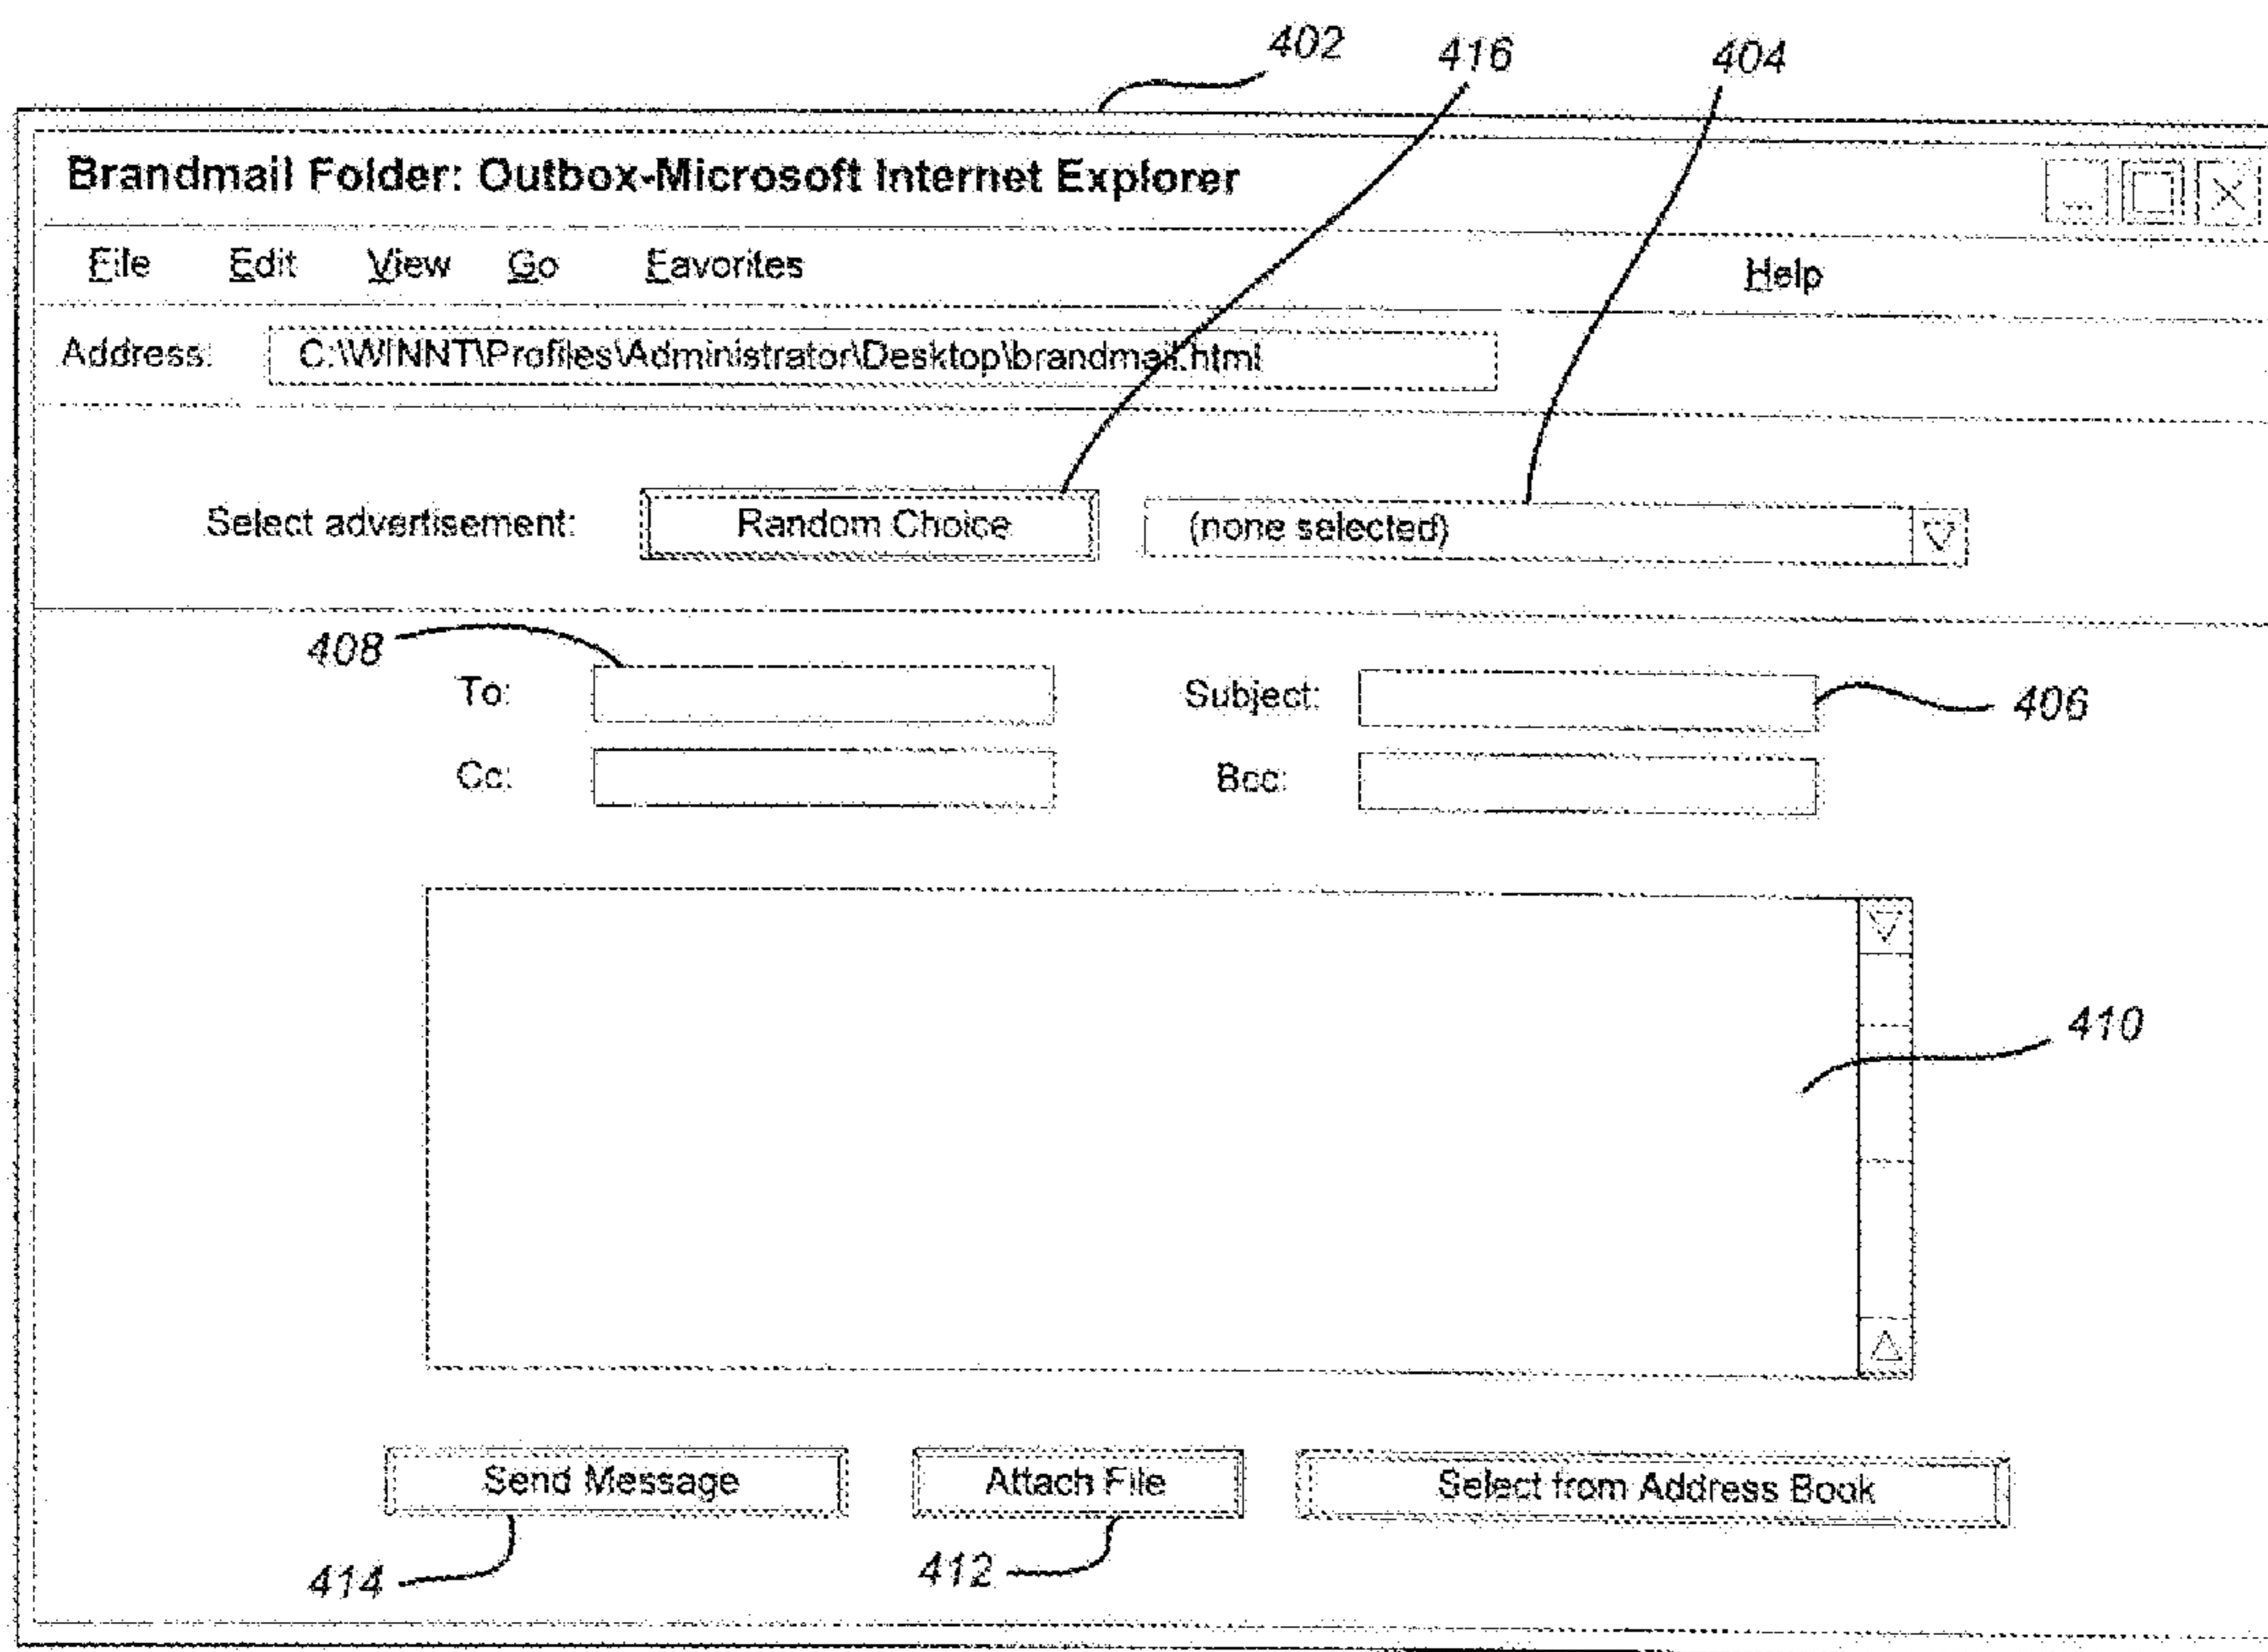 402 416 404
Brandmail Folder: Outbox-Microsoft Internet Explorer
File Edit View Go Favorites Help
Address: C:\WINNT\Profiles\Administrator\Desktop\brandmail.html
Select advertisement: Random Choice (none selected)
408
To: Subject: 406
Cc: Bcc:
410
Send Message Attach File Select from Address Book
414 412